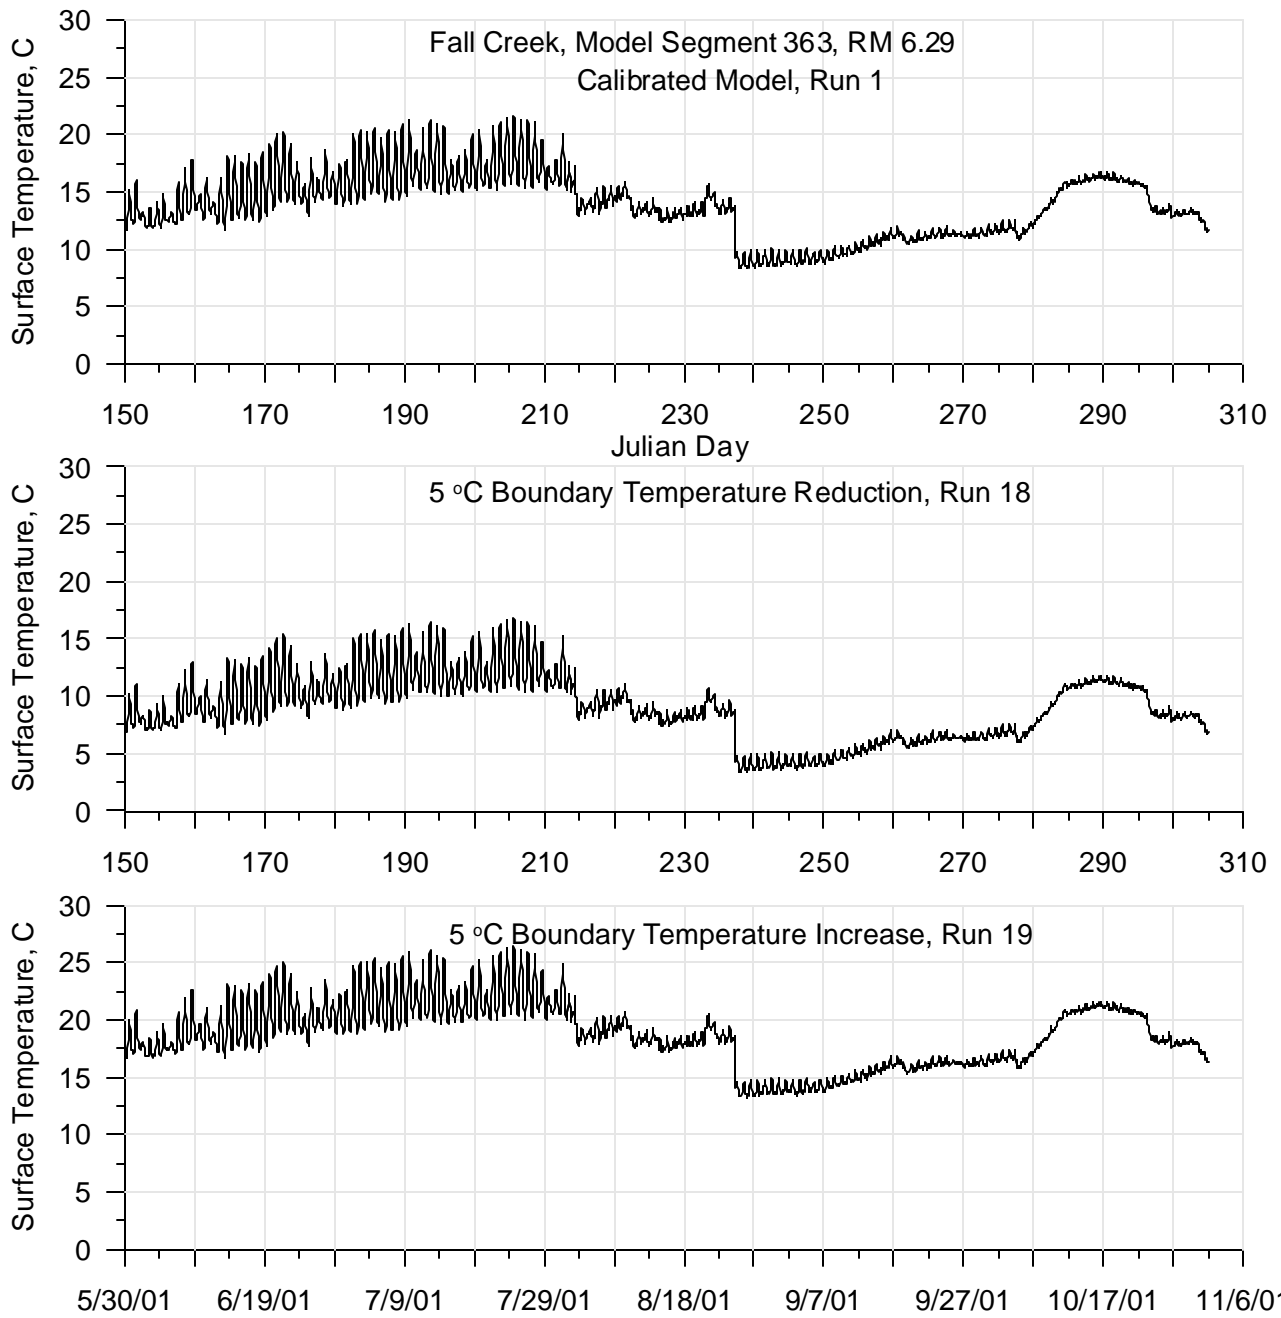 Fall Creek, Model Segment 363, RM 6.29
Calibrated Model, Run 1
Surface Temperature, C
30
25
20
15
10
5
0
150 170 190 210 230 250 270 290 310
Julian Day
5 oC Boundary Temperature Reduction, Run 18
Surface Temperature, C
30
25
20
15
10
5
0
150 170 190 210 230 250 270 290 310
5 oC Boundary Temperature Increase, Run 19
Surface Temperature, C
30
25
20
15
10
5
0
5/30/01 6/19/01 7/9/01 7/29/01 8/18/01 9/7/01 9/27/01 10/17/01 11/6/01